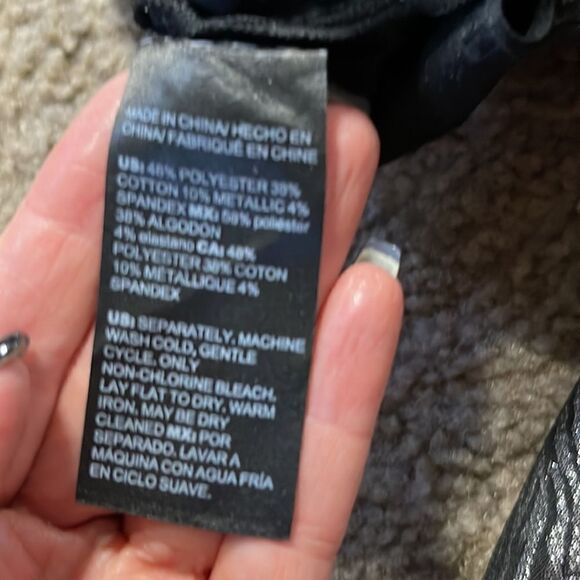 MADE IN CHINA/ HECHO EN
CHINA/ FABRIQUÉ EN CHINE
US: 48% POLYESTER 38%
COTTON 10% METALLIC 4%
SPANDEX MX: 58% poliester
38% ALGODON
4% elastano CA: 48%
POLYESTER 38% COTON
10% METALLIQUE 4%
SPANDEX
US: SEPARATELY, MACHINE
WASH COLD, GENTLE
CYCLE. ONLY
NON-CHLORINE BLEACH.
LAY FLAT TO DRY. WARM
IRON, MAY BE DRY
CLEANED MX: POR
SEPARADO, LAVAR A
MÁQUINA CON AGUA FRÍA
EN CICLO SUAVE.